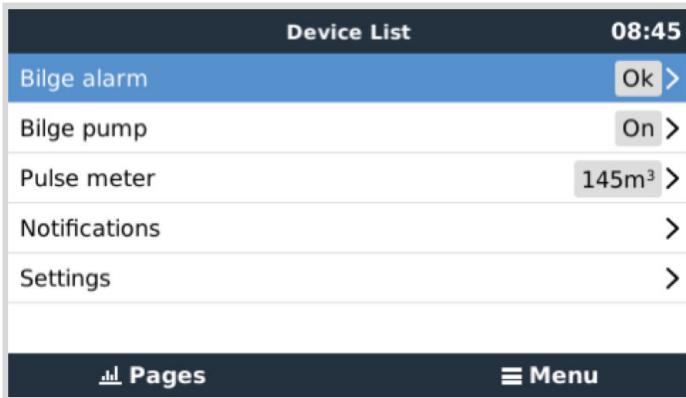 Device List 08:45
Bilge alarm Ok
Bilge pump On
Pulse meter 145m³
Notifications
Settings
Pages Menu